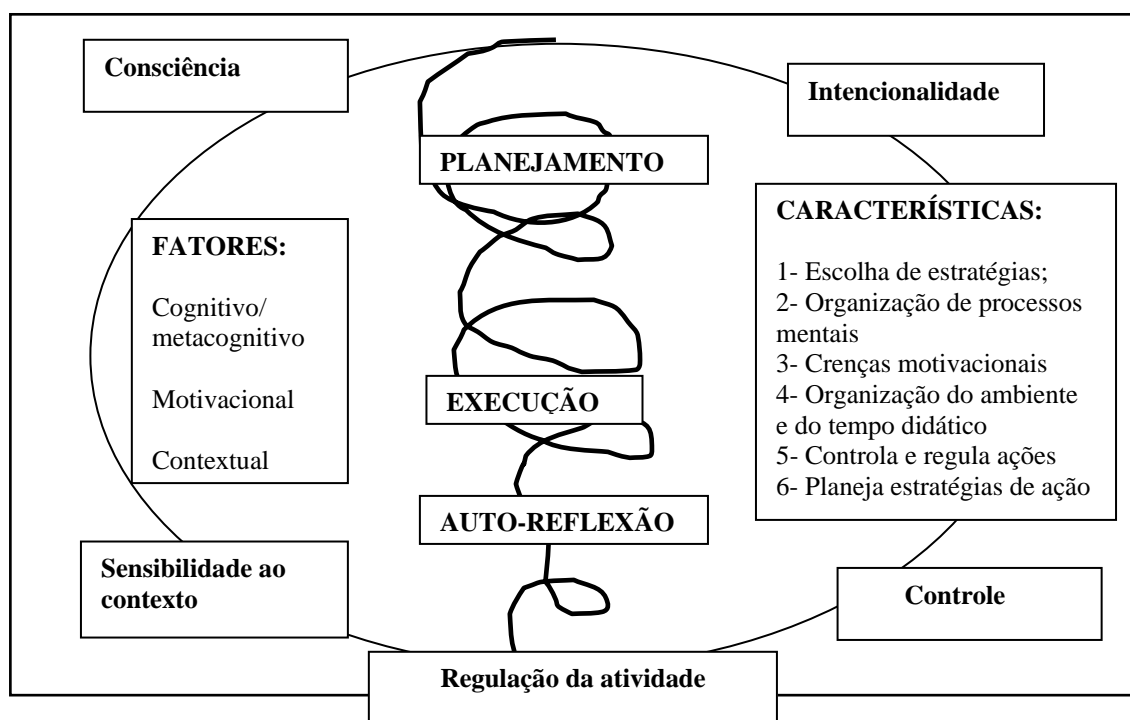 Consciência
Intencionalidade
PLANEJAMENTO
FATORES:
Cognitivo/
metacognitivo
Motivacional
Contextual
CARACTERÍSTICAS:
1- Escolha de estratégias;
2- Organização de processos
mentais
3- Crenças motivacionais
4- Organização do ambiente
e do tempo didático
5- Controla e regula ações
6- Planeja estratégias de ação
EXECUÇÃO
AUTO-REFLEXÃO
Sensibilidade ao
contexto
Controle
Regulação da atividade